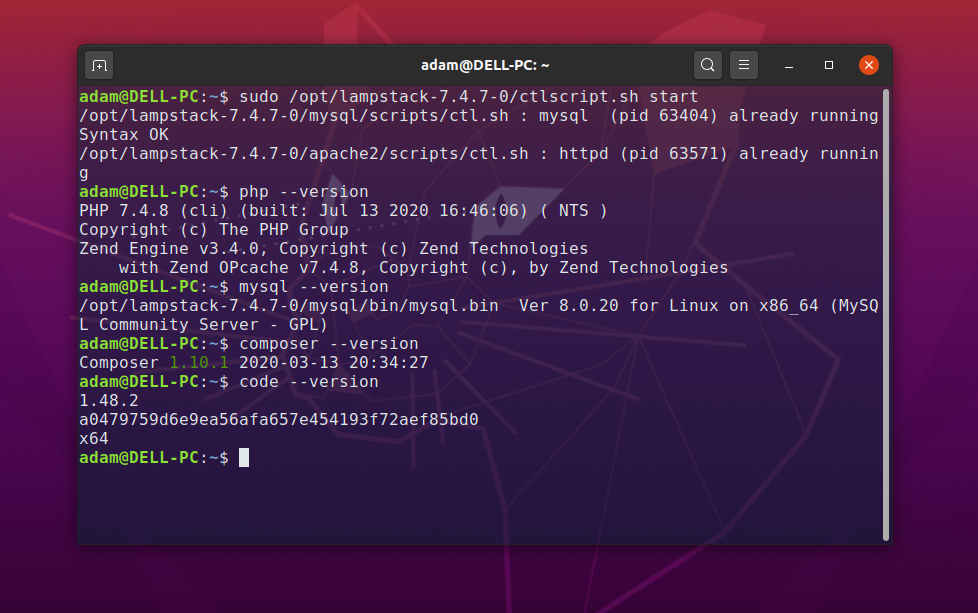 adam@DELL-PC: ~
adam@DELL-PC:~$ sudo /opt/lampstack-7.4.7-0/ctlscript.sh start
/opt/lampstack-7.4.7-0/mysql/scripts/ctl.sh : mysql  (pid 63404) already running
Syntax OK
/opt/lampstack-7.4.7-0/apache2/scripts/ctl.sh : httpd (pid 63571) already runnin
g
adam@DELL-PC:~$ php --version
PHP 7.4.8 (cli) (built: Jul 13 2020 16:46:06) ( NTS )
Copyright (c) The PHP Group
Zend Engine v3.4.0, Copyright (c) Zend Technologies
    with Zend OPcache v7.4.8, Copyright (c), by Zend Technologies
adam@DELL-PC:~$ mysql --version
/opt/lampstack-7.4.7-0/mysql/bin/mysql.bin  Ver 8.0.20 for Linux on x86_64 (MySQ
L Community Server - GPL)
adam@DELL-PC:~$ composer --version
Composer 1.10.1 2020-03-13 20:34:27
adam@DELL-PC:~$ code --version
1.48.2
a0479759d6e9ea56afa657e454193f72aef85bd0
x64
adam@DELL-PC:~$